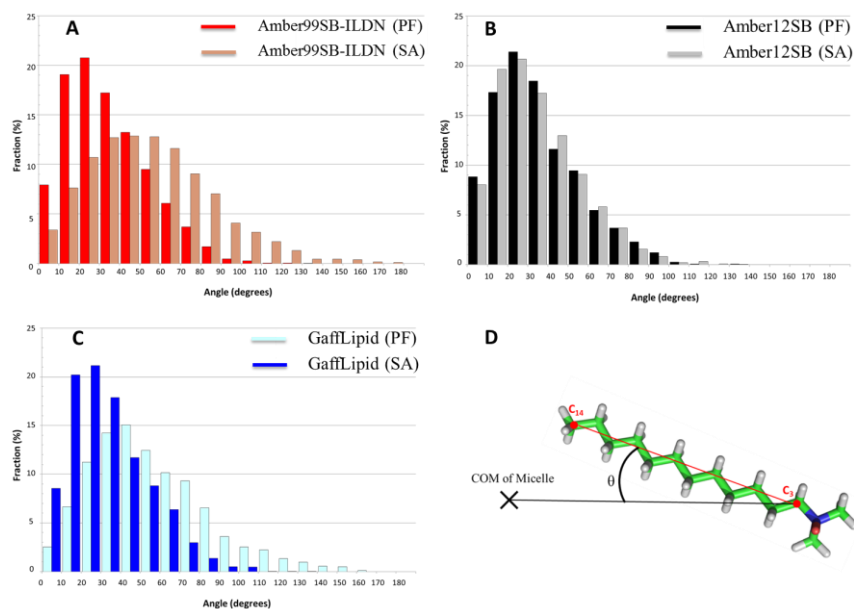 A
Amber99SB-ILDN (PF)
Amber99SB-ILDN (SA)
Fraction (%)
25
20
15
10
5
0
0 10 20 30 40 50 60 70 80 90 100 110 120 130 140 150 160 170 180
Angle (degrees)
B
Amber12SB (PF)
Amber12SB (SA)
Fraction (%)
25
20
15
10
5
0
0 10 20 30 40 50 60 70 80 90 100 110 120 130 140 150 160 170 180
Angle (degrees)
C
GaffLipid (PF)
GaffLipid (SA)
Fraction (%)
25
20
15
10
5
0
0 10 20 30 40 50 60 70 80 90 100 110 120 130 140 160 170 180
Angle (degrees)
D
C14
COM of Micelle
θ
C3